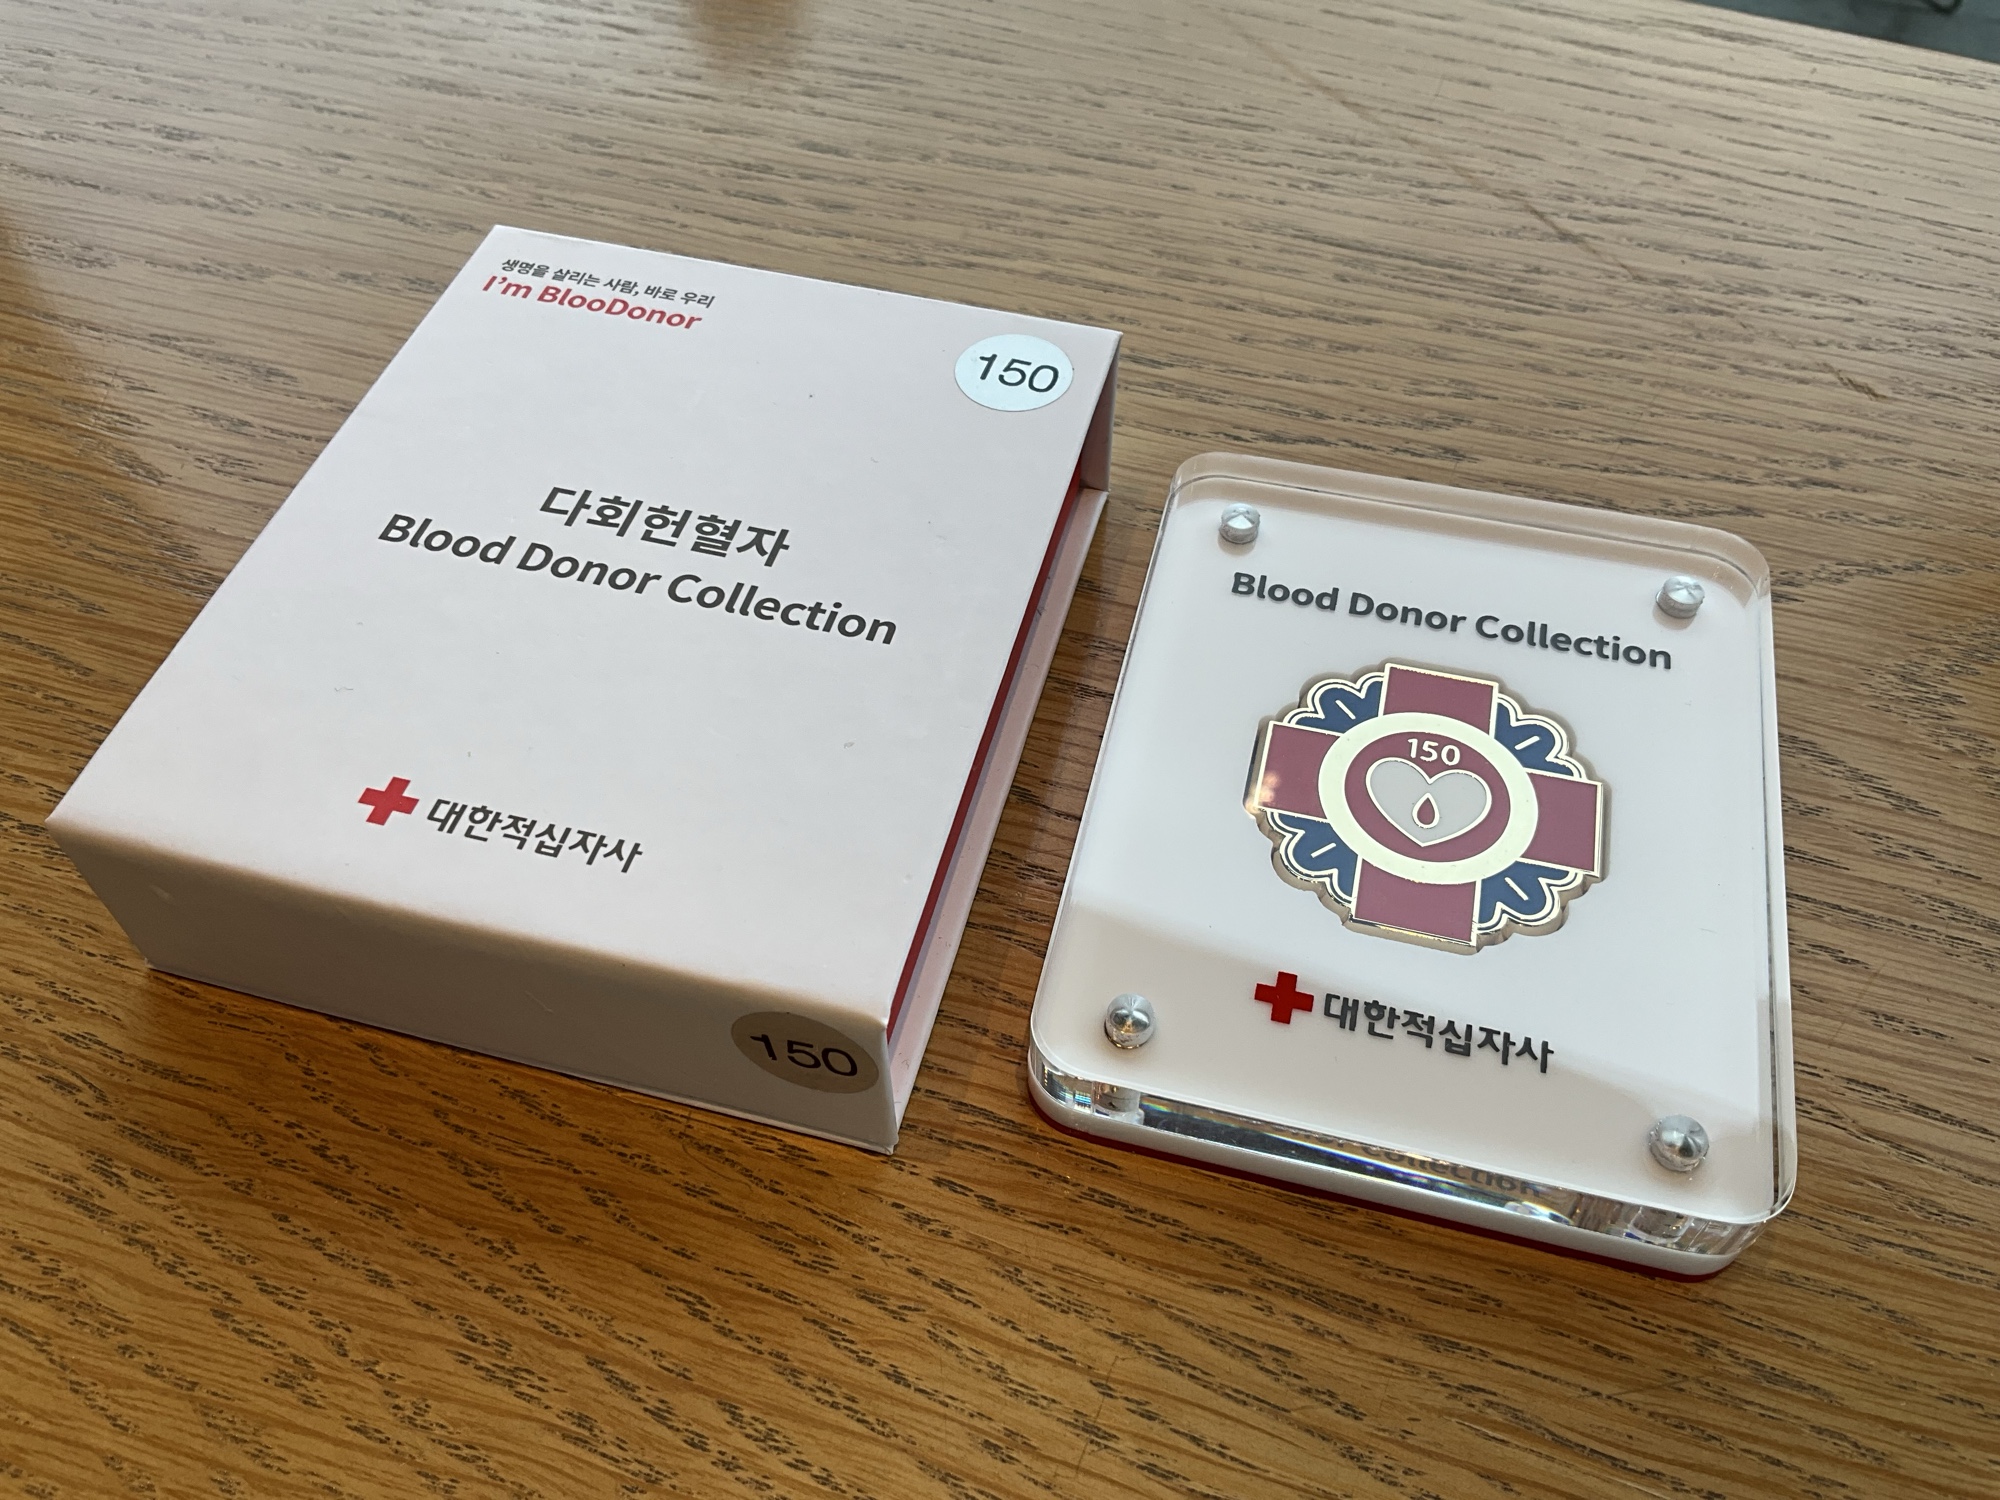 생명을 살리는 사람, 바로 우리
I'm BlooDonor
150
다회헌혈자
Blood Donor Collection
대한적십자사
150
Blood Donor Collection
150
대한적십자사
Collection